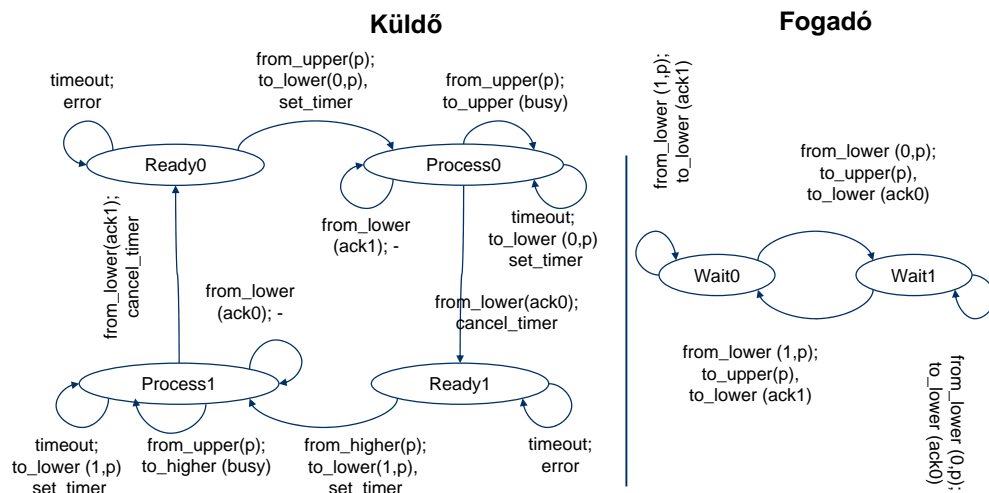 Küldő
Fogadó
timeout;
error
from_upper(p);
to_lower(0,p),
set_timer
from_upper(p);
to_upper (busy)
Ready0
Process0
from_lower
(ack1); -
timeout;
to_lower (0,p)
set_timer
from_lower(ack1);
cancel_timer
from_lower
(ack0); -
from_lower(ack0);
cancel_timer
Process1
Ready1
timeout;
to_lower (1,p)
set_timer
from_upper(p);
to_higher (busy)
from_higher(p);
to_lower(1,p),
set_timer
timeout;
error
from_lower (1,p);
to_lower (ack1)
from_lower (0,p);
to_upper(p),
to_lower (ack0)
Wait0
Wait1
from_lower (1,p);
to_upper(p),
to_lower (ack1)
from_lower (0,p);
to_lower (ack0)